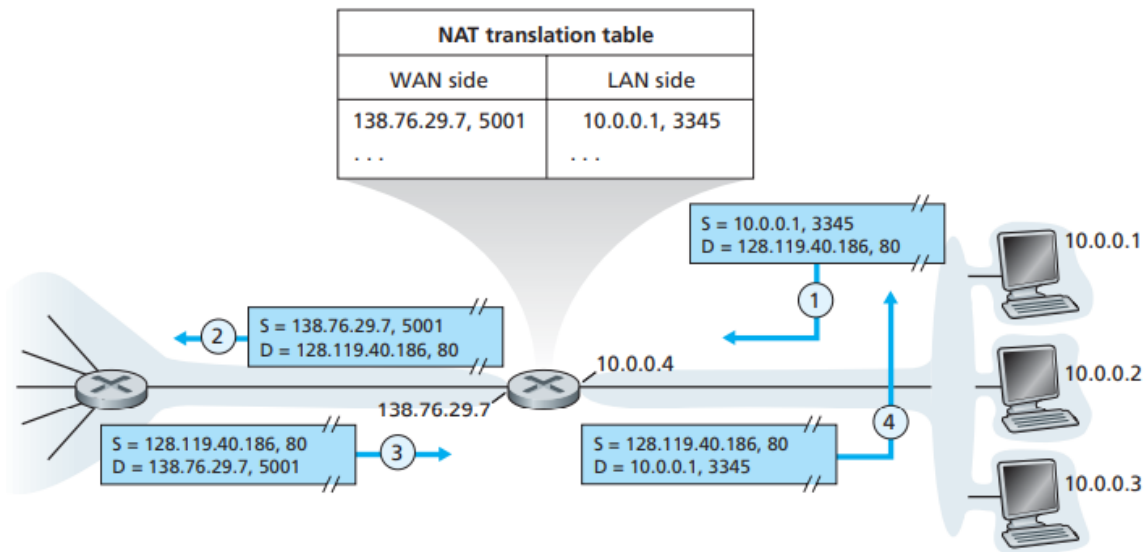 NAT translation table
WAN side LAN side
138.76.29.7, 5001 10.0.0.1, 3345
. . . . . .
S = 10.0.0.1, 3345
D = 128.119.40.186, 80
10.0.0.1
1
2
S = 138.76.29.7, 5001
D = 128.119.40.186, 80
10.0.0.4
10.0.0.2
138.76.29.7
S = 128.119.40.186, 80
D = 138.76.29.7, 5001
3
S = 128.119.40.186, 80
D = 10.0.0.1, 3345
4
10.0.0.3